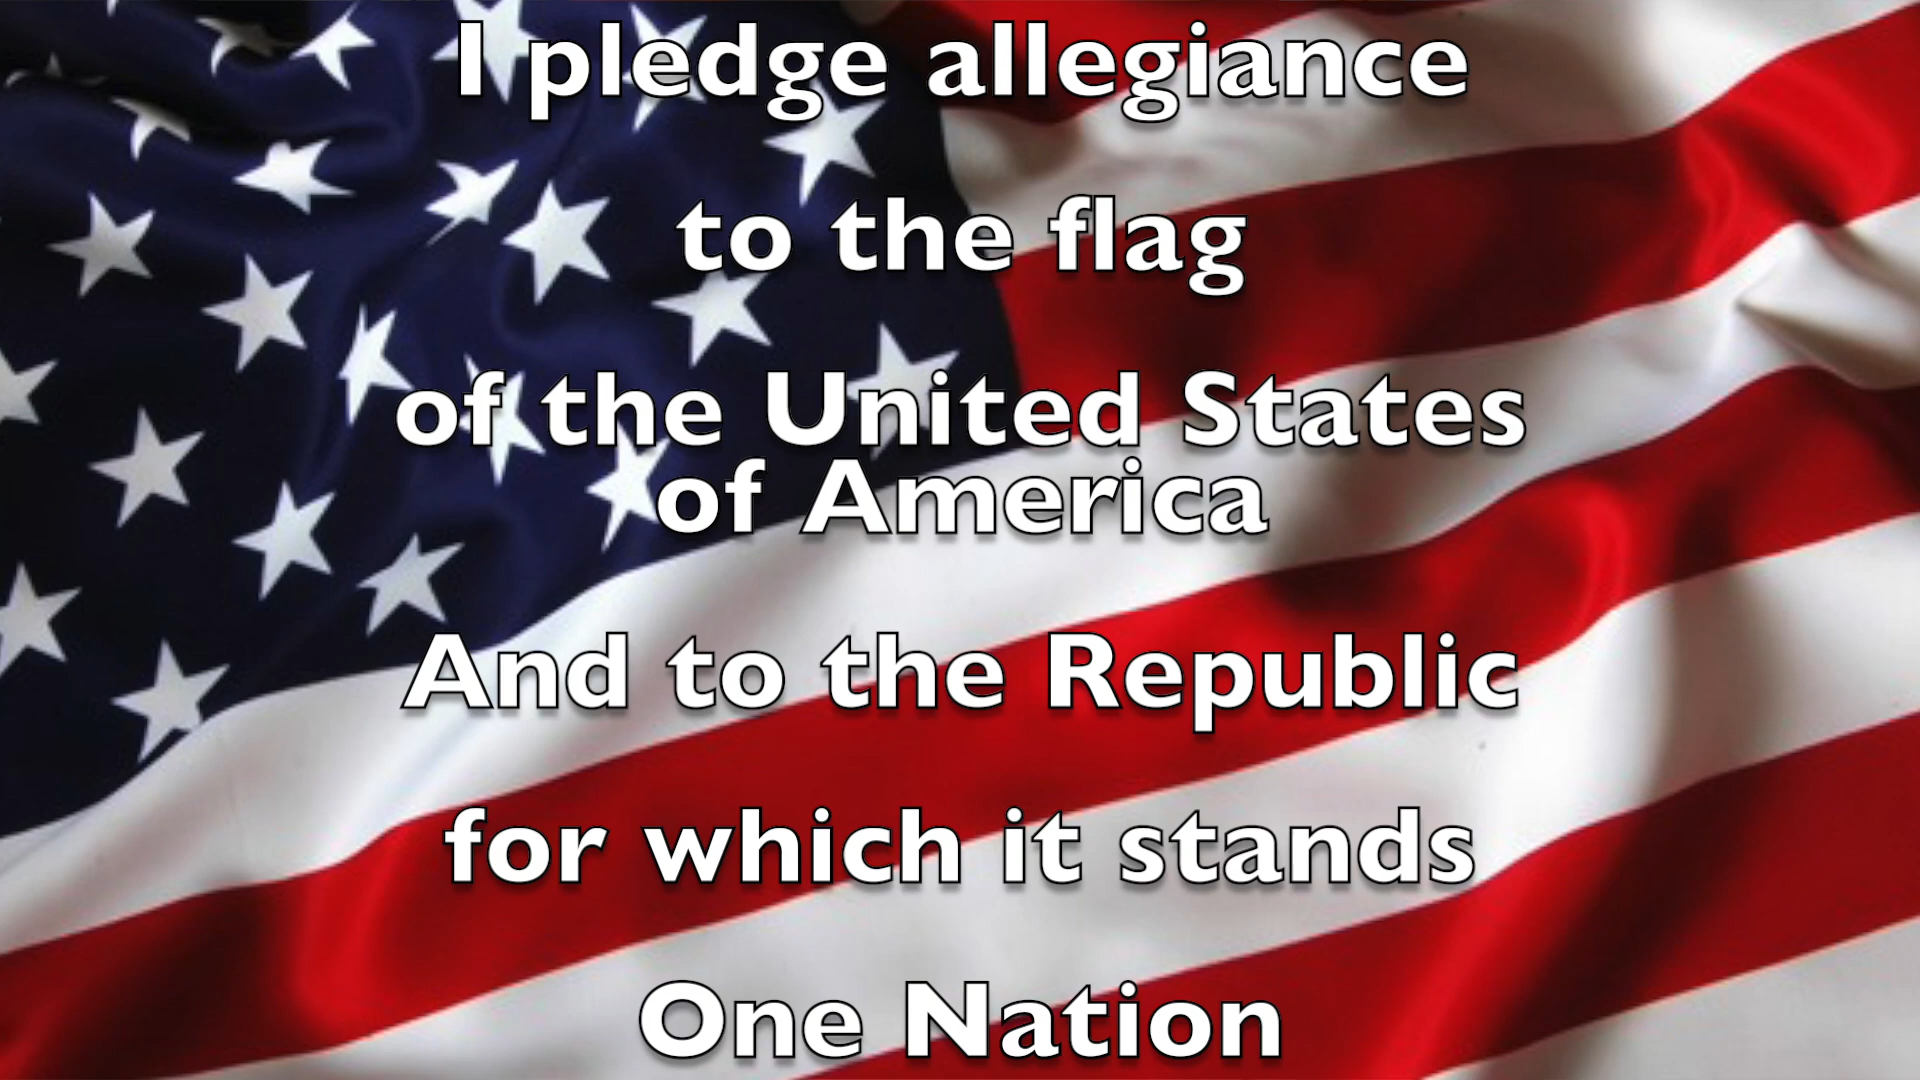 I pledge allegiance
to the flag
of the United States
of America
And to the Republic
for which it stands
One Nation